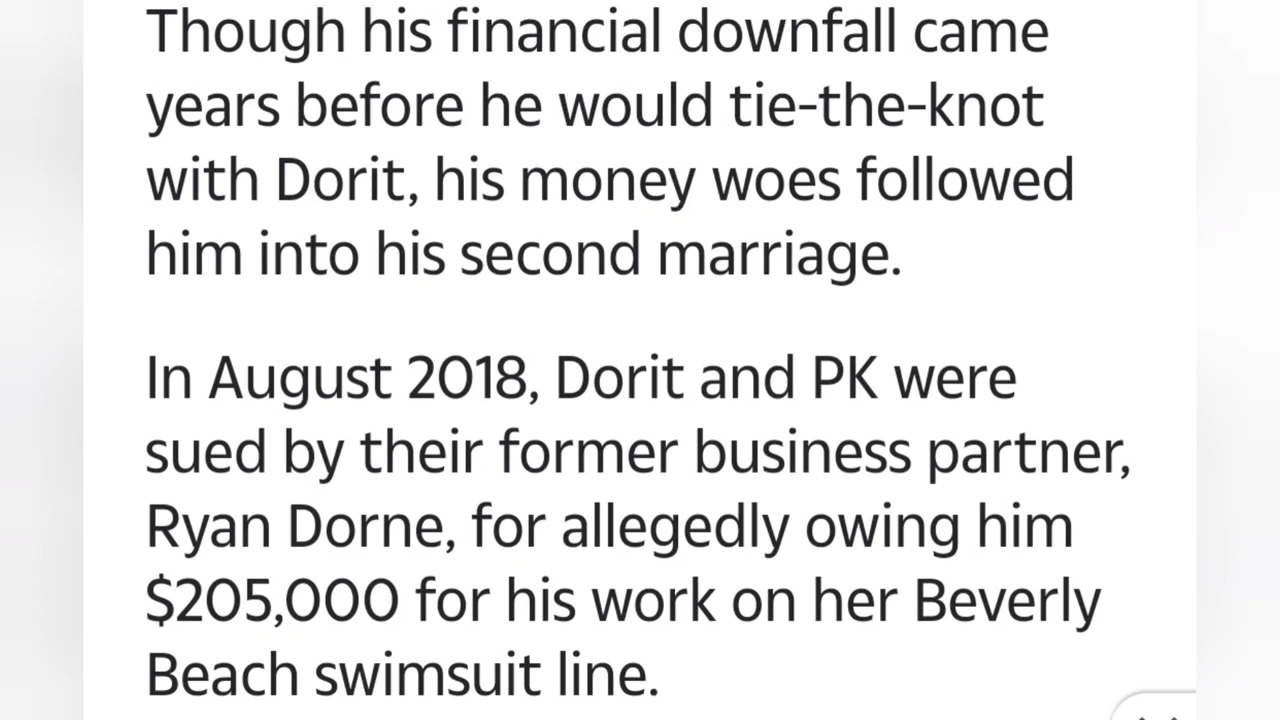 Though his financial downfall came
years before he would tie-the-knot
with Dorit, his money woes followed
him into his second marriage.
In August 2018, Dorit and PK were
sued by their former business partner,
Ryan Dorne, for allegedly owing him
$205,000 for his work on her Beverly
Beach swimsuit line.